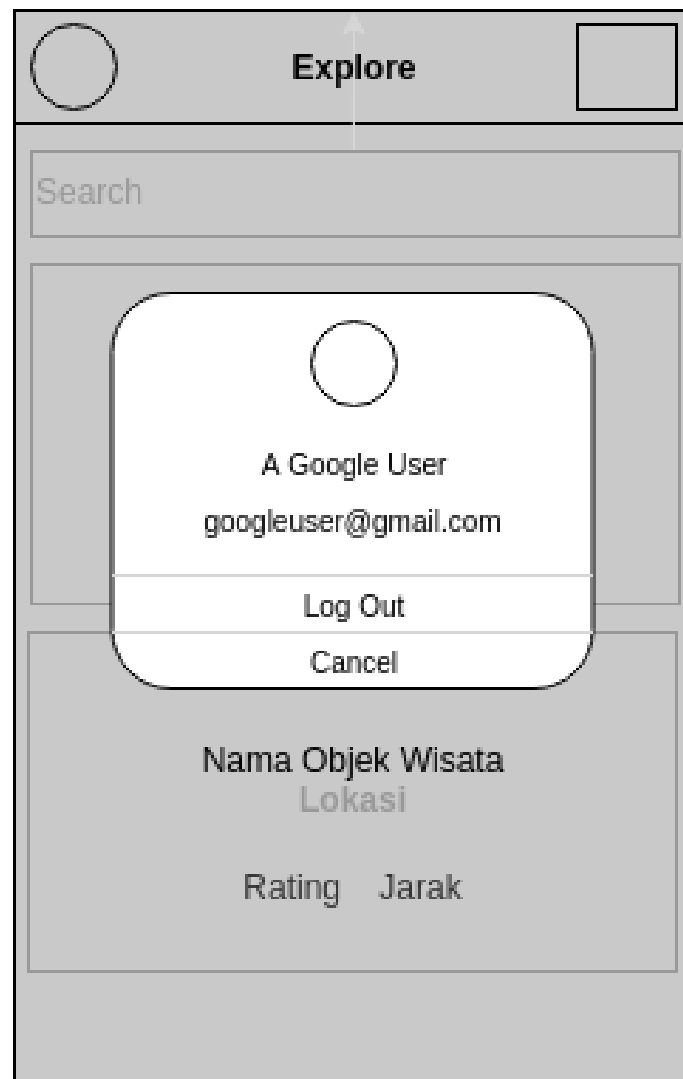 Explore
Search
A Google User
googleuser@gmail.com
Log Out
Cancel
Nama Objek Wisata
Lokasi
Rating Jarak